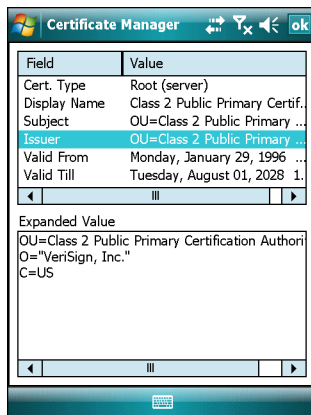 Certificate Manager ok
Field Value
Cert. Type Root (server)
Display Name Class 2 Public Primary Certif..
Subject OU=Class 2 Public Primary ...
Issuer OU=Class 2 Public Primary ...
Valid From Monday, January 29, 1996 ...
Valid Till Tuesday, August 01, 2028 1.
Expanded Value
OU=Class 2 Public Primary Certification Authori
O="VeriSign, Inc."
C=US